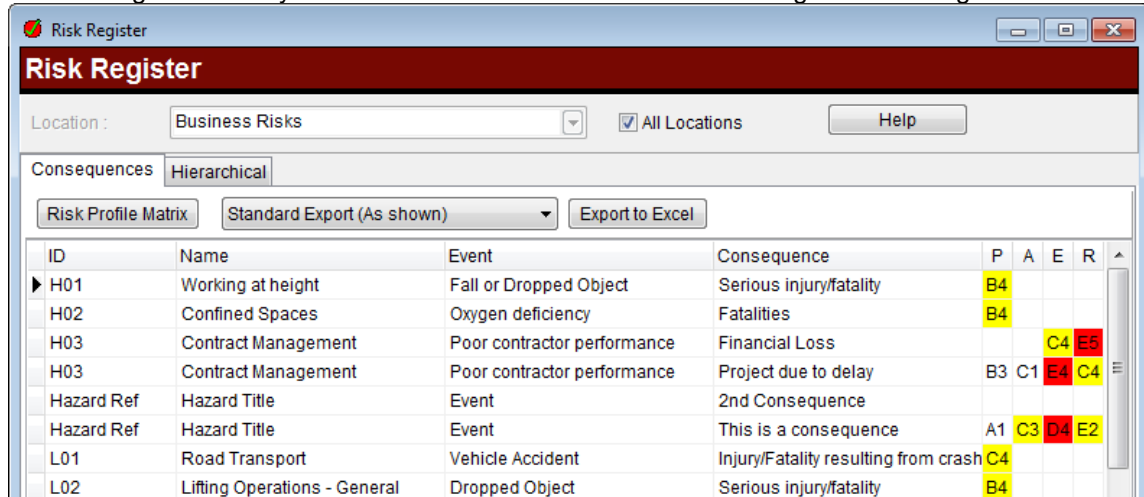 Risk Register
Risk Register
Location : Business Risks All Locations Help
Consequences Hierarchical
Risk Profile Matrix Standard Export (As shown) Export to Excel
ID Name Event Consequence P A E R
H01 Working at height Fall or Dropped Object Serious injury/fatality B4
H02 Confined Spaces Oxygen deficiency Fatalities B4
H03 Contract Management Poor contractor performance Financial Loss C4 E5
H03 Contract Management Poor contractor performance Project due to delay B3 C1 E4 C4
Hazard Ref Hazard Title Event 2nd Consequence
Hazard Ref Hazard Title Event This is a consequence A1 C3 D4 E2
L01 Road Transport Vehicle Accident Injury/Fatality resulting from crash C4
L02 Lifting Operations - General Dropped Object Serious injury/fatality B4